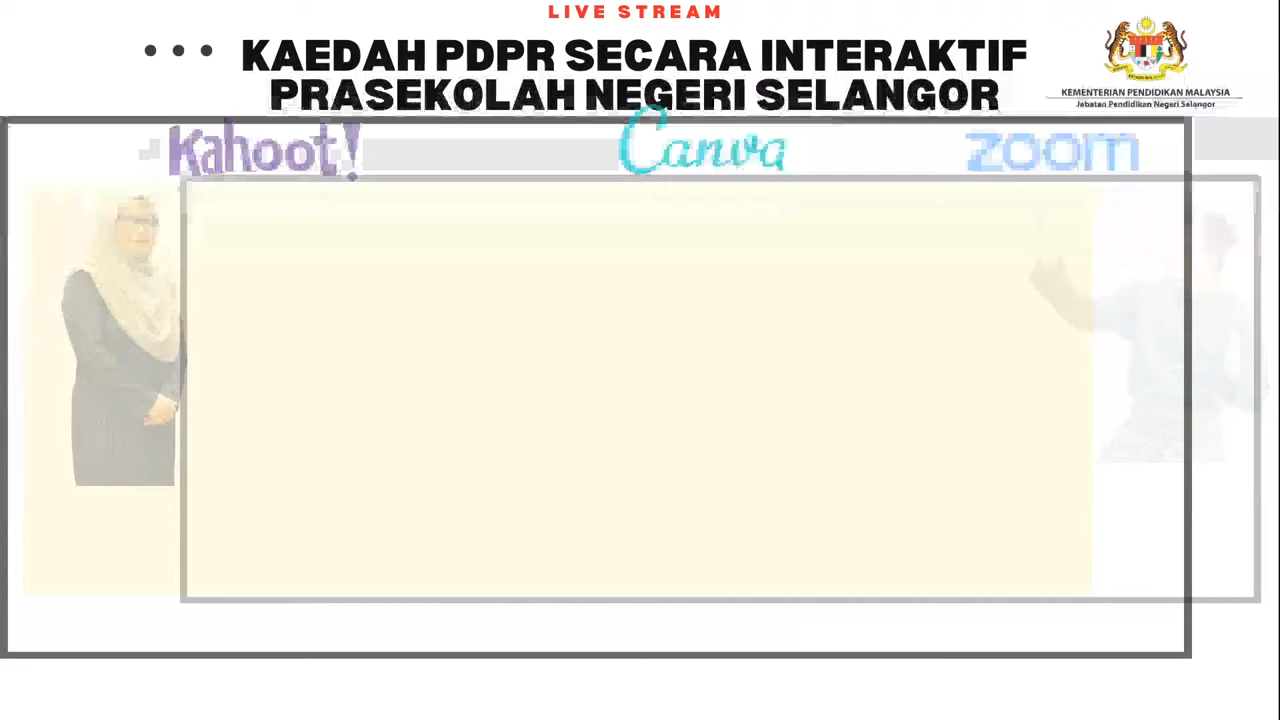 LIVE STREAM
KAEDAH PDPR SECARA INTERAKTIF
PRASEKOLAH NEGERI SELANGOR
KEMENTERIAN PENDIDIKAN MALAYSIA
Jabatan Pendidikan Negeri Selangor
Kahoot!
Canva
zoom